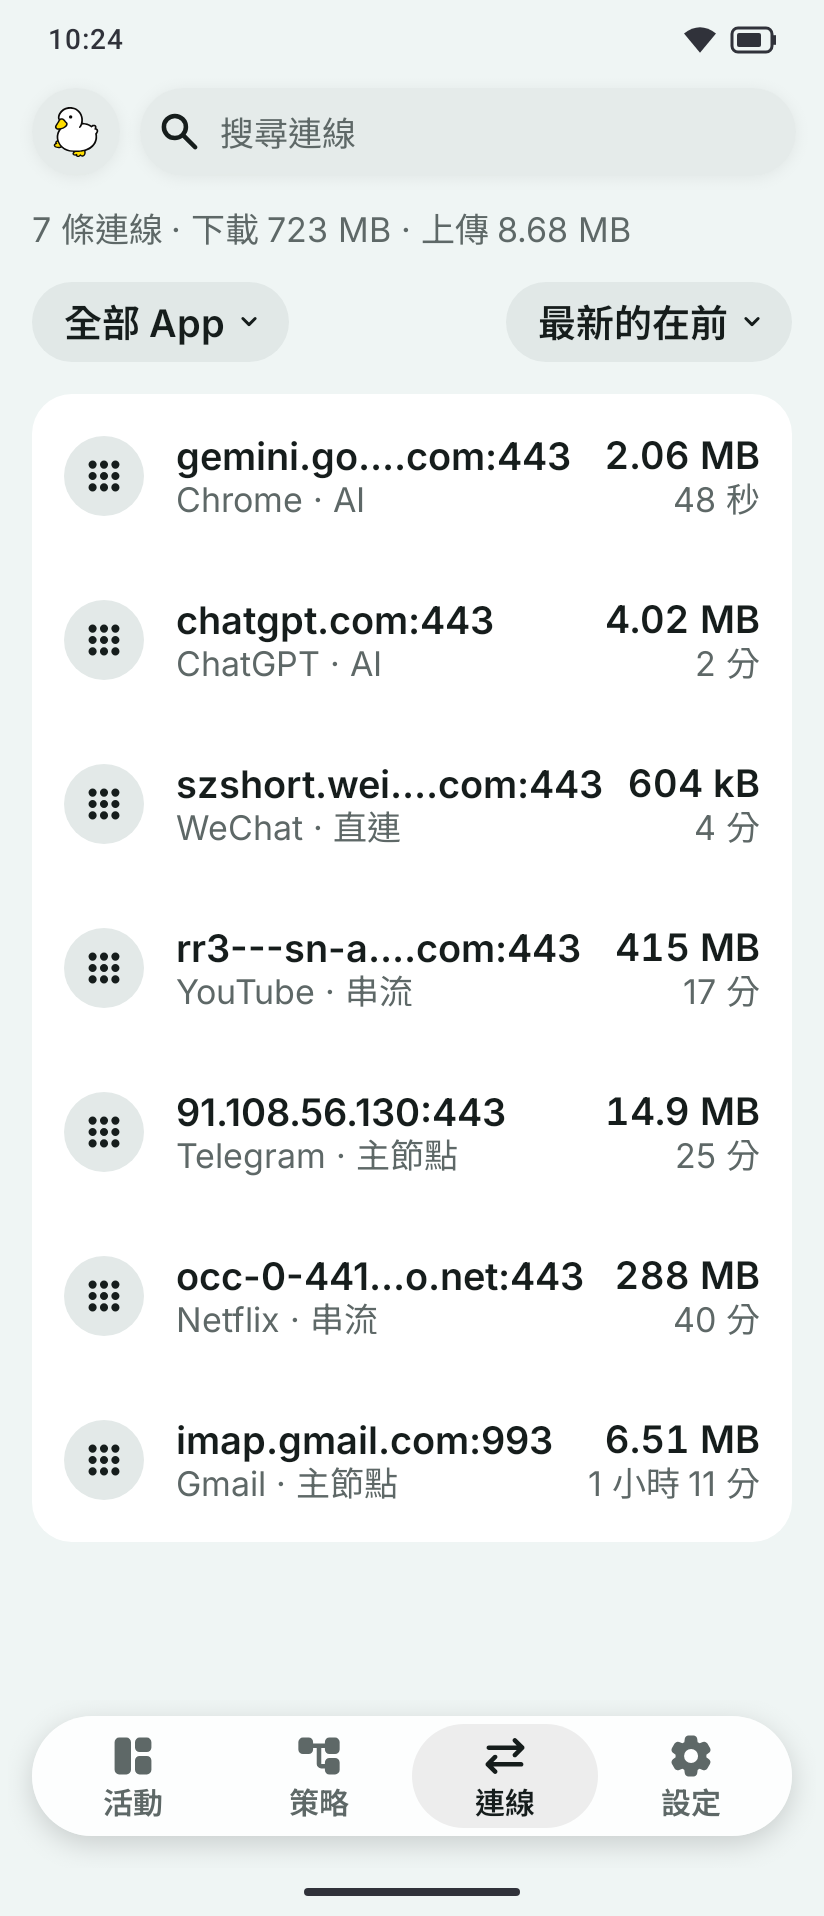 10:24
搜尋連線
7 條連線 · 下載 723 MB · 上傳 8.68 MB
全部 App
最新的在前
gemini.go....com:443 2.06 MB
Chrome · AI 48 秒
chatgpt.com:443 4.02 MB
ChatGPT · AI 2 分
szshort.wei....com:443 604 kB
WeChat · 直連 4 分
rr3---sn-a....com:443 415 MB
YouTube · 串流 17 分
91.108.56.130:443 14.9 MB
Telegram · 主節點 25 分
occ-0-441...o.net:443 288 MB
Netflix · 串流 40 分
imap.gmail.com:993 6.51 MB
Gmail · 主節點 1 小時 11 分
活動 策略 連線 設定